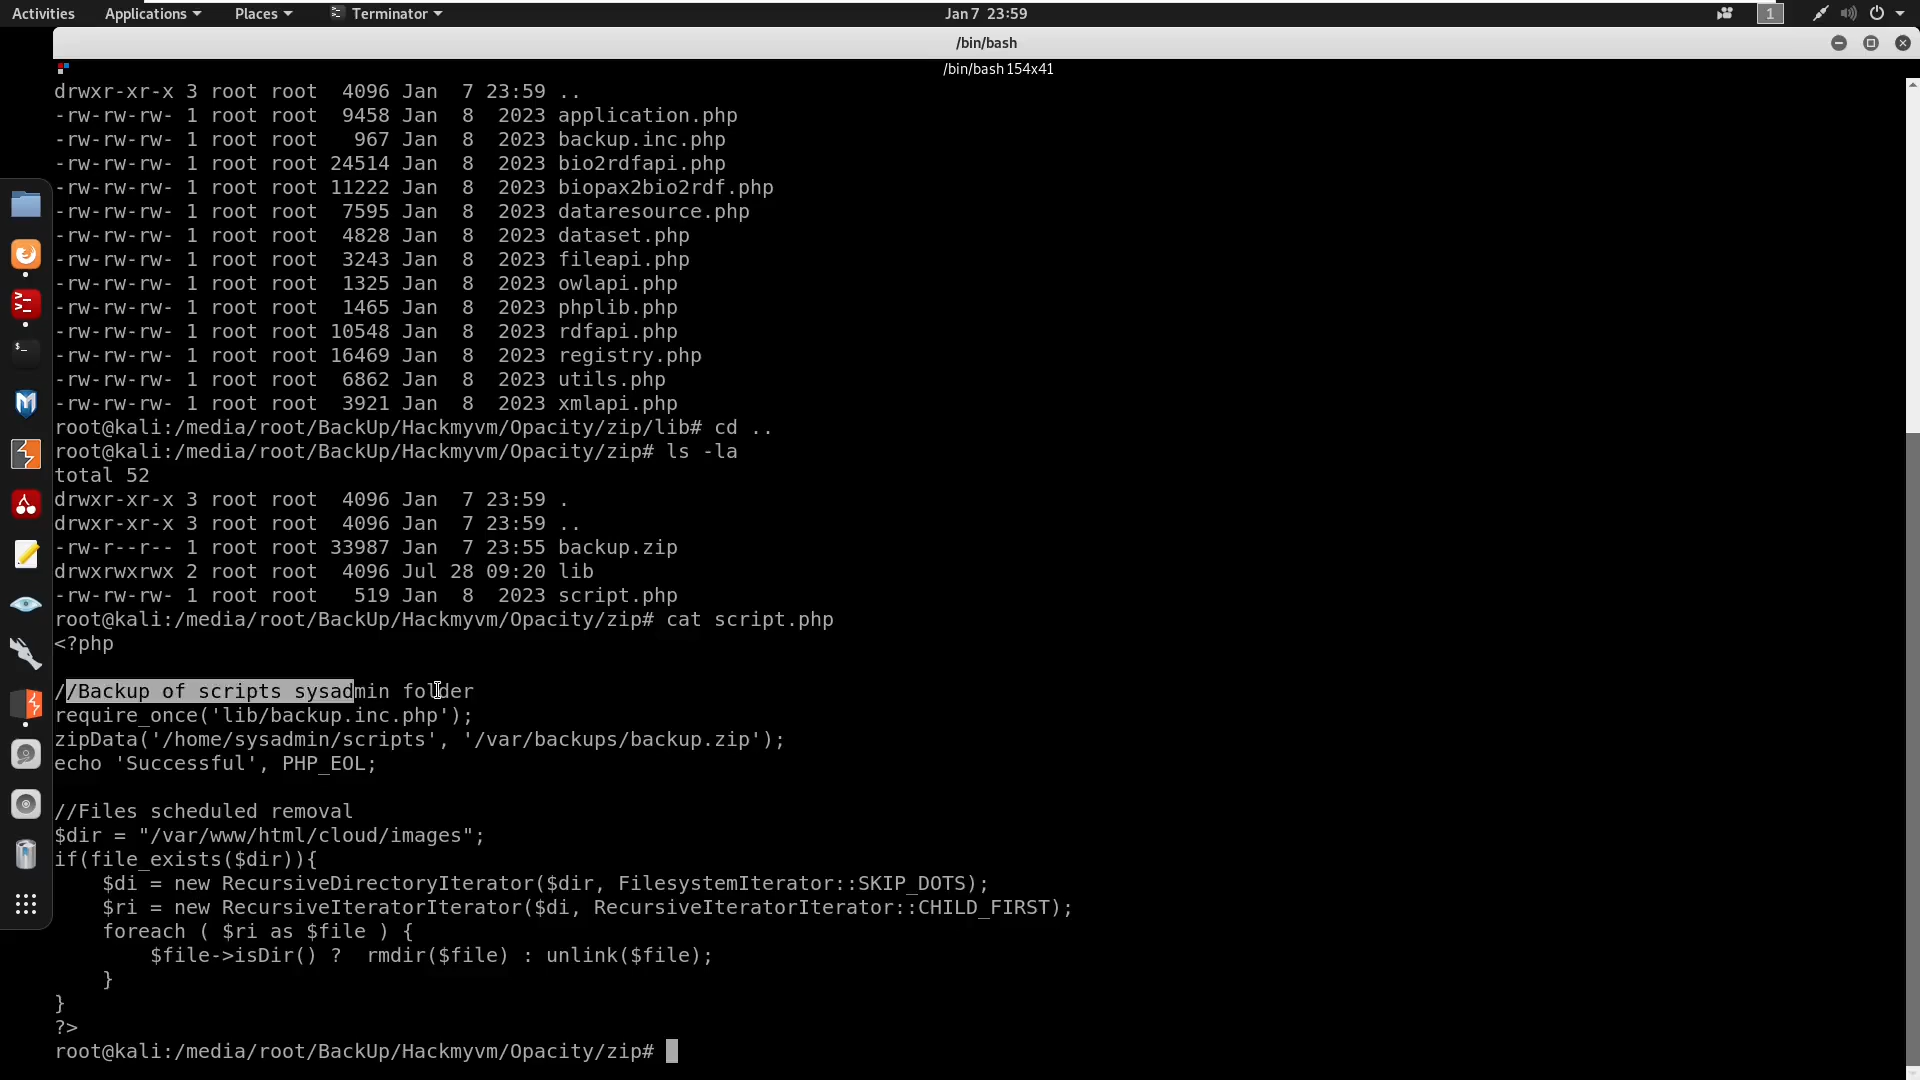 Activities Applications Places Terminator Jan 7 23:59 1
/bin/bash
/bin/bash 154x41
drwxr-xr-x 3 root root  4096 Jan  7 23:59 ..
-rw-rw-rw- 1 root root  9458 Jan  8  2023 application.php
-rw-rw-rw- 1 root root   967 Jan  8  2023 backup.inc.php
-rw-rw-rw- 1 root root 24514 Jan  8  2023 bio2rdfapi.php
-rw-rw-rw- 1 root root 11222 Jan  8  2023 biopax2bio2rdf.php
-rw-rw-rw- 1 root root  7595 Jan  8  2023 dataresource.php
-rw-rw-rw- 1 root root  4828 Jan  8  2023 dataset.php
-rw-rw-rw- 1 root root  3243 Jan  8  2023 fileapi.php
-rw-rw-rw- 1 root root  1325 Jan  8  2023 owlapi.php
-rw-rw-rw- 1 root root  1465 Jan  8  2023 phplib.php
-rw-rw-rw- 1 root root 10548 Jan  8  2023 rdfapi.php
-rw-rw-rw- 1 root root 16469 Jan  8  2023 registry.php
-rw-rw-rw- 1 root root  6862 Jan  8  2023 utils.php
-rw-rw-rw- 1 root root  3921 Jan  8  2023 xmlapi.php
root@kali:/media/root/BackUp/Hackmyvm/Opacity/zip/lib# cd ..
root@kali:/media/root/BackUp/Hackmyvm/Opacity/zip# ls -la
total 52
drwxr-xr-x 3 root root  4096 Jan  7 23:59 .
drwxr-xr-x 3 root root  4096 Jan  7 23:59 ..
-rw-r--r-- 1 root root 33987 Jan  7 23:55 backup.zip
drwxrwxrwx 2 root root  4096 Jul 28 09:20 lib
-rw-rw-rw- 1 root root   519 Jan  8  2023 script.php
root@kali:/media/root/BackUp/Hackmyvm/Opacity/zip# cat script.php
<?php
//Backup of scripts sysadmin folder
require_once('lib/backup.inc.php');
zipData('/home/sysadmin/scripts', '/var/backups/backup.zip');
echo 'Successful', PHP_EOL;
//Files scheduled removal
$dir = "/var/www/html/cloud/images";
if(file_exists($dir)){
    $di = new RecursiveDirectoryIterator($dir, FilesystemIterator::SKIP_DOTS);
    $ri = new RecursiveIteratorIterator($di, RecursiveIteratorIterator::CHILD_FIRST);
    foreach ( $ri as $file ) {
        $file->isDir() ?  rmdir($file) : unlink($file);
    }
}
?>
root@kali:/media/root/BackUp/Hackmyvm/Opacity/zip#